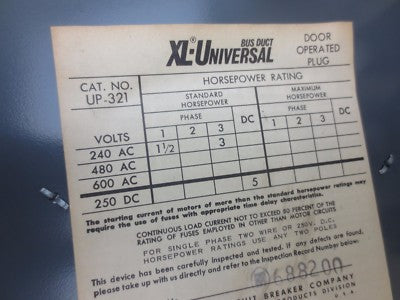 XL-UNIVERSAL BUS DUCT
DOOR
OPERATED
PLUG
CAT. NO.
UP-321
HORSEPOWER RATING
STANDARD
HORSEPOWER
MAXIMUM
HORSEPOWER
PHASE DC PHASE DC
VOLTS 1 2 3 1 2 3
240 AC 1½ 3
480 AC
600 AC
250 DC 5
The starting current of motors of more than the standard horsepower ratings may
require the use of fuses with appropriate time delay characteristics.
CONTINUOUS LOAD CURRENT NOT TO EXCEED 80 PERCENT OF THE
RATING OF FUSES EMPLOYED IN OTHER THAN MOTOR CIRCUITS
FOR SINGLE PHASE TWO WIRE OR 250V. D.C.
HORSEPOWER RATINGS USE ANY TWO POLES
This device has been carefully inspected and tested. If any defects are found,
please take up with us directly and refer to the Inspection Record Number below:
688200
BREAKER COMPANY
PRODUCTS DIVISION